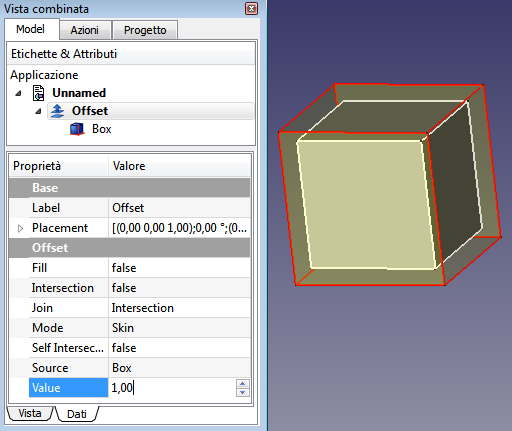 Vista combinata
Model Azioni Progetto
Etichette & Attributi
Applicazione
Unnamed
Offset
Box
Proprietà Valore
Base
Label Offset
Placement [(0,00 0,00 1,00);0,00 °;(0...
Offset
Fill false
Intersection false
Join Intersection
Mode Skin
Self Intersec... false
Source Box
Value 1,00
Vista Dati